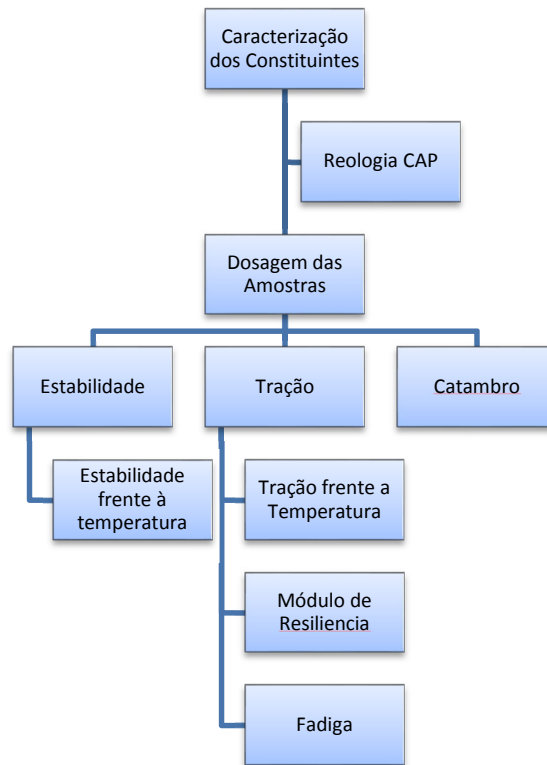 Caracterização
dos Constituintes
Reologia CAP
Dosagem das
Amostras
Estabilidade
Tração
Catambro
Estabilidade
frente à
temperatura
Tração frente a
Temperatura
Módulo de
Resiliencia
Fadiga